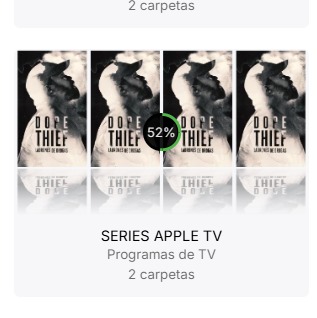 2 carpetas
DOPE DOPE DOPE DOPE
THIEF THIEF THIEF THIEF
LADRONES DE DROGAS LADRONES DE DROGAS LADRONES DE DROGAS LADRONES DE DROGAS
52%
SERIES APPLE TV
Programas de TV
2 carpetas